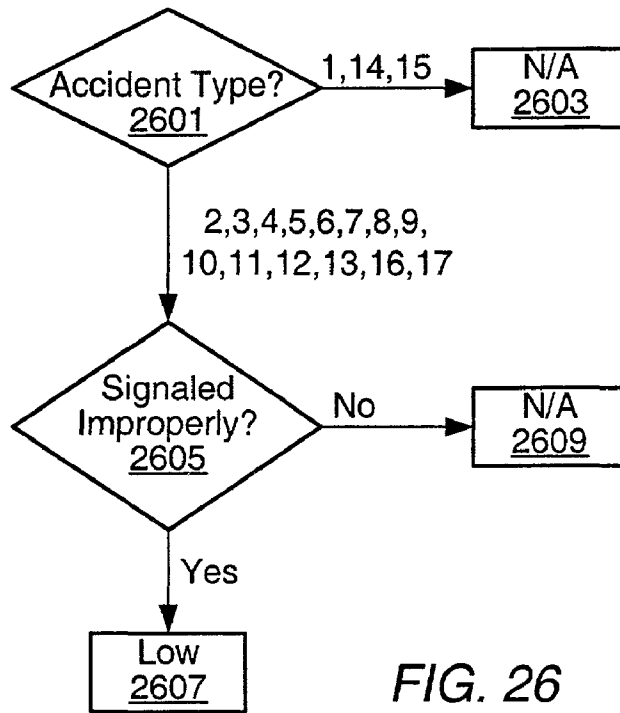 Accident Type?
2601
1,14,15
N/A
2603
2,3,4,5,6,7,8,9,
10,11,12,13,16,17
Signaled
Improperly?
2605
No
N/A
2609
Yes
Low
2607
FIG. 26